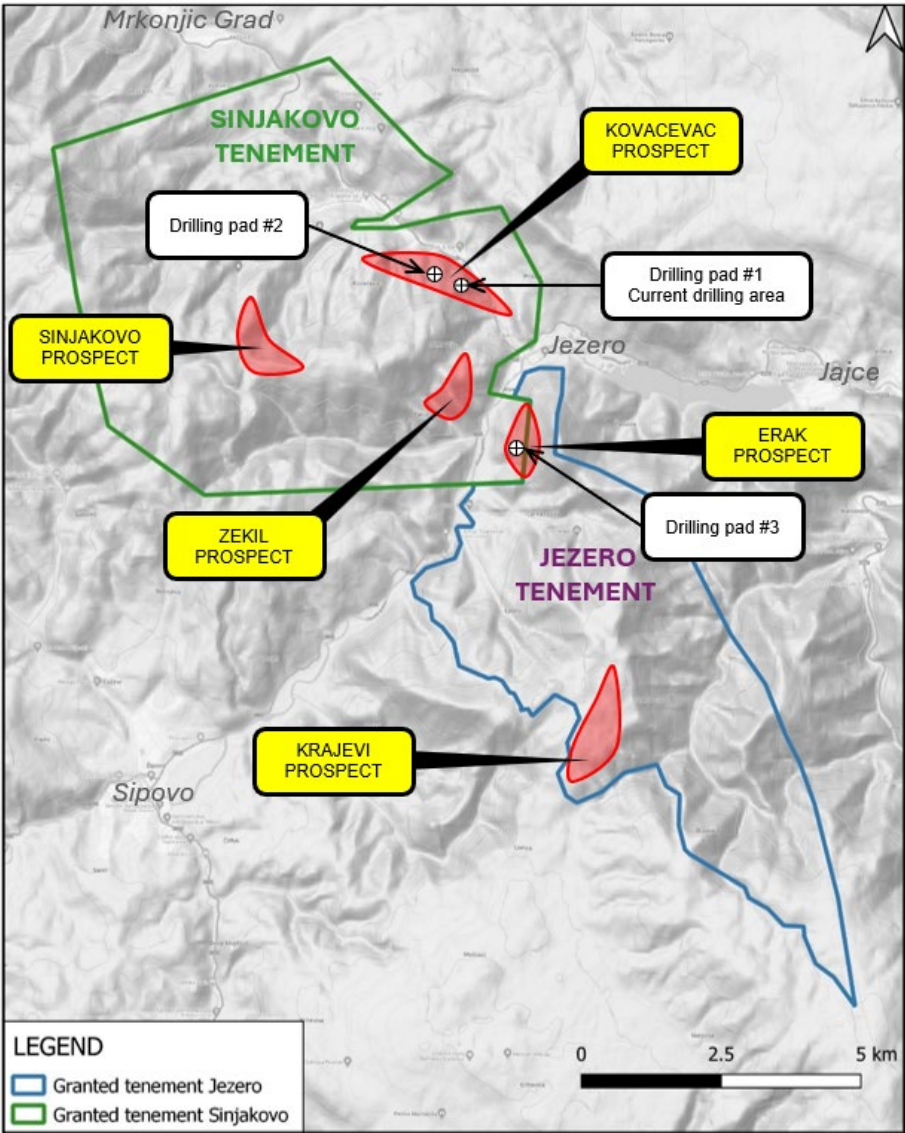 Mrkonjic Grad
SINJAKOVO
TENEMENT
KOVACEVAC
PROSPECT
Drilling pad #2
Drilling pad #1
Current drilling area
SINJAKOVO
PROSPECT
Jezero
Jajce
ERAK
PROSPECT
ZEKIL
PROSPECT
Drilling pad #3
JEZERO
TENEMENT
KRAJEVI
PROSPECT
Sipovo
LEGEND
Granted tenement Jezero
Granted tenement Sinjakovo
0 2.5 5 km